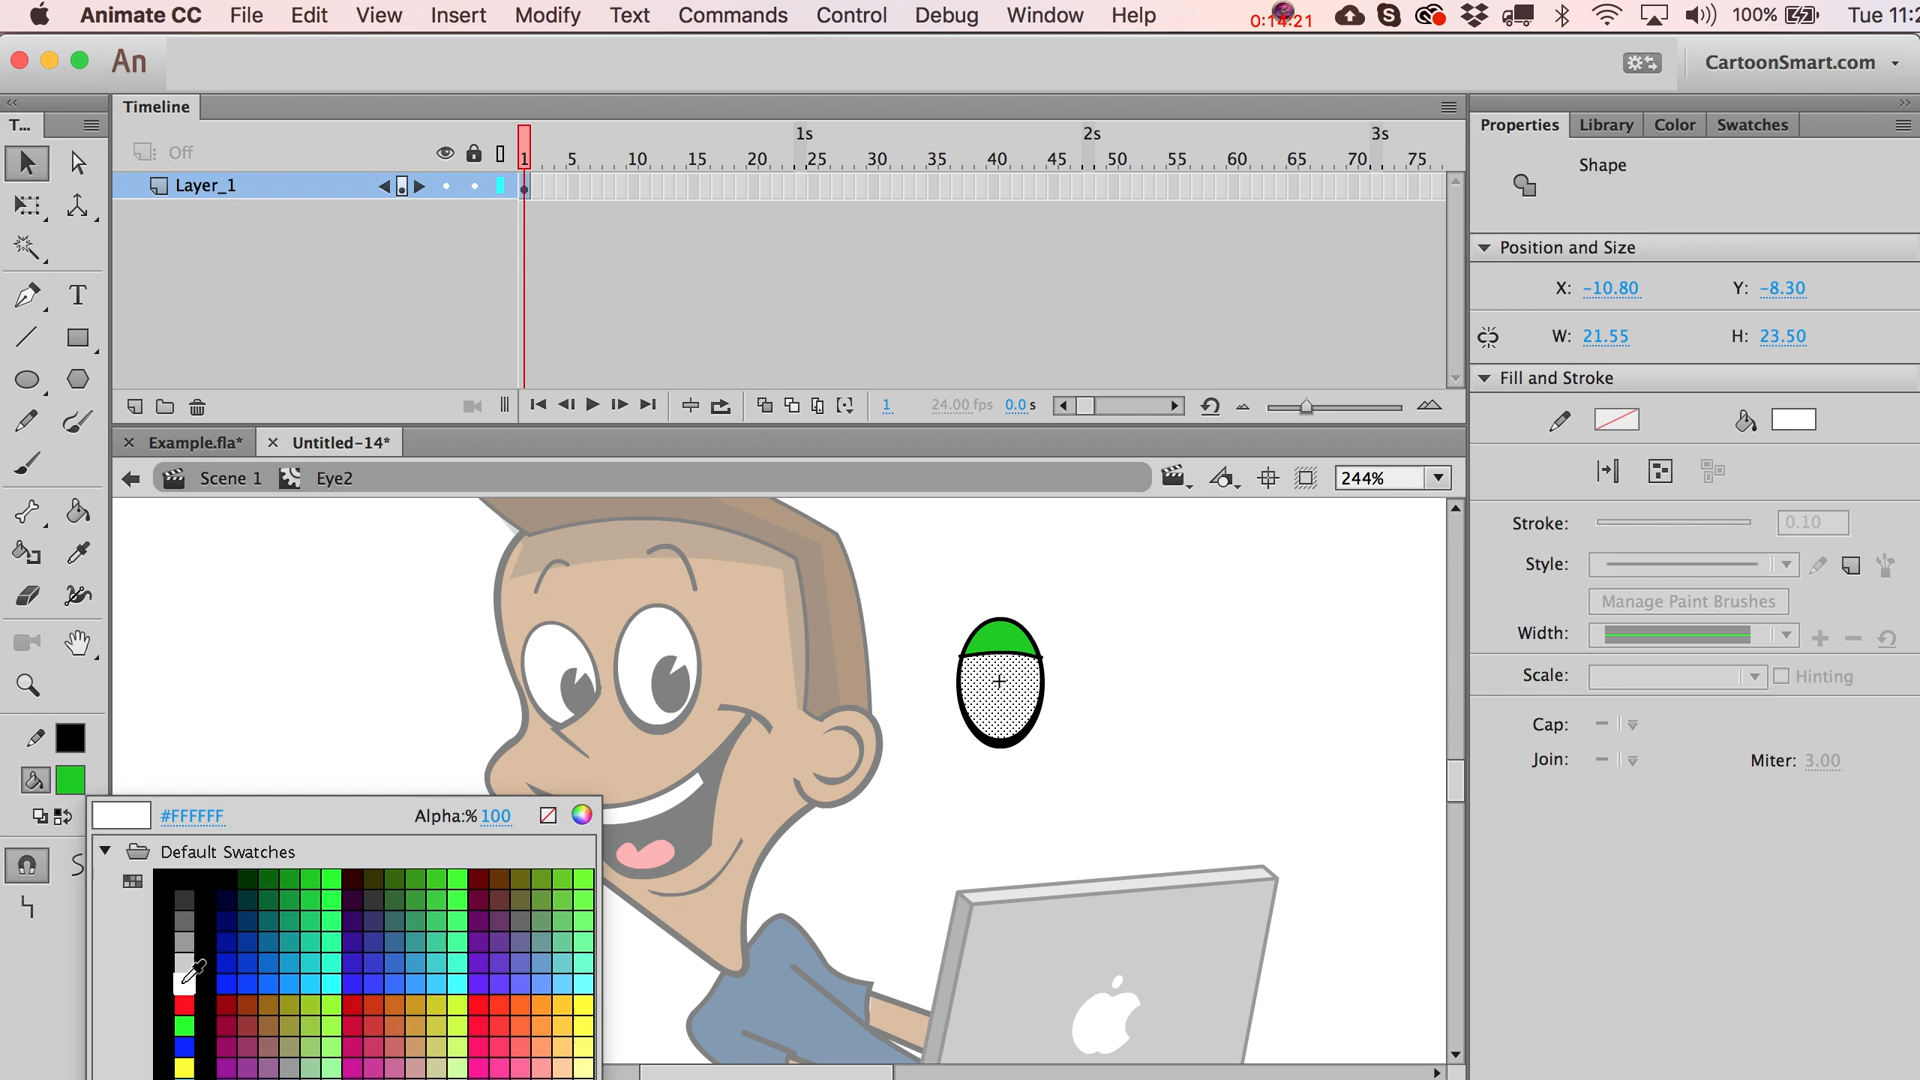 Animate CC File Edit View Insert Modify Text Commands Control Debug Window Help 0:14:21 100% Tue 11:2
An CartoonSmart.com
T... Timeline Properties Library Color Swatches
Off 1s 2s 3s
1 5 10 15 20 25 30 35 40 45 50 55 60 65 70 75
Layer_1
Shape
Position and Size
X: -10.80 Y: -8.30
W: 21.55 H: 23.50
Fill and Stroke
1 24.00 fps 0.0 s
Example.fla* Untitled-14*
Scene 1 Eye2 244%
Stroke: 0.10
Style:
Manage Paint Brushes
Width:
Scale: Hinting
Cap:
Join: Miter: 3.00
#FFFFFF Alpha:% 100
Default Swatches